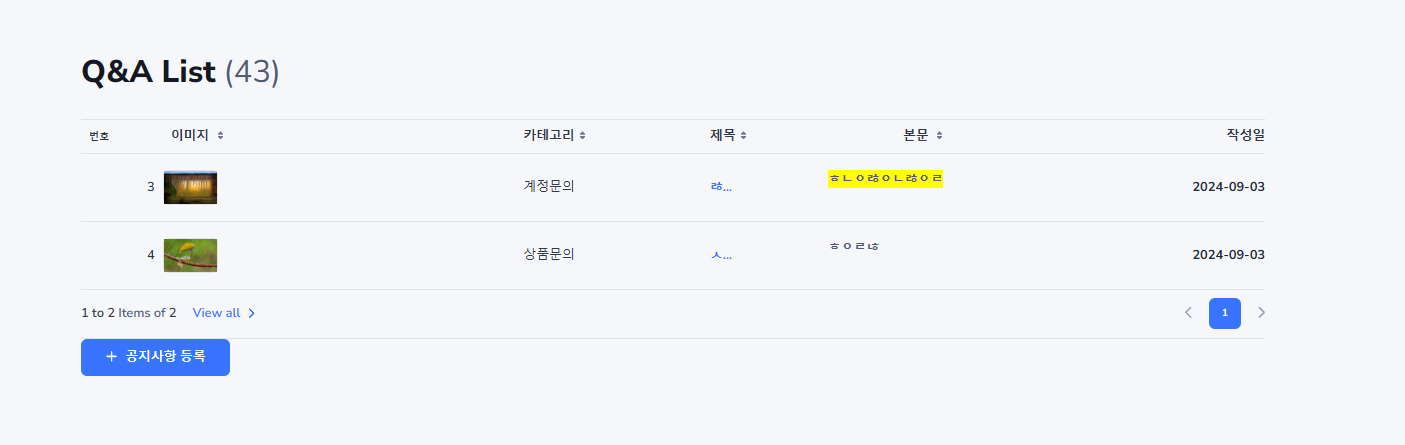 Q&A List (43)
번호 이미지 카테고리 제목 본문 작성일
3 계정문의 ㅀ... ㅎㄴㅇㅀㅇㄴㅀㅇㄹ 2024-09-03
4 상품문의 ㅅ... ㅎㅇㄹㄶ 2024-09-03
1 to 2 Items of 2 View all 1
공지사항 등록